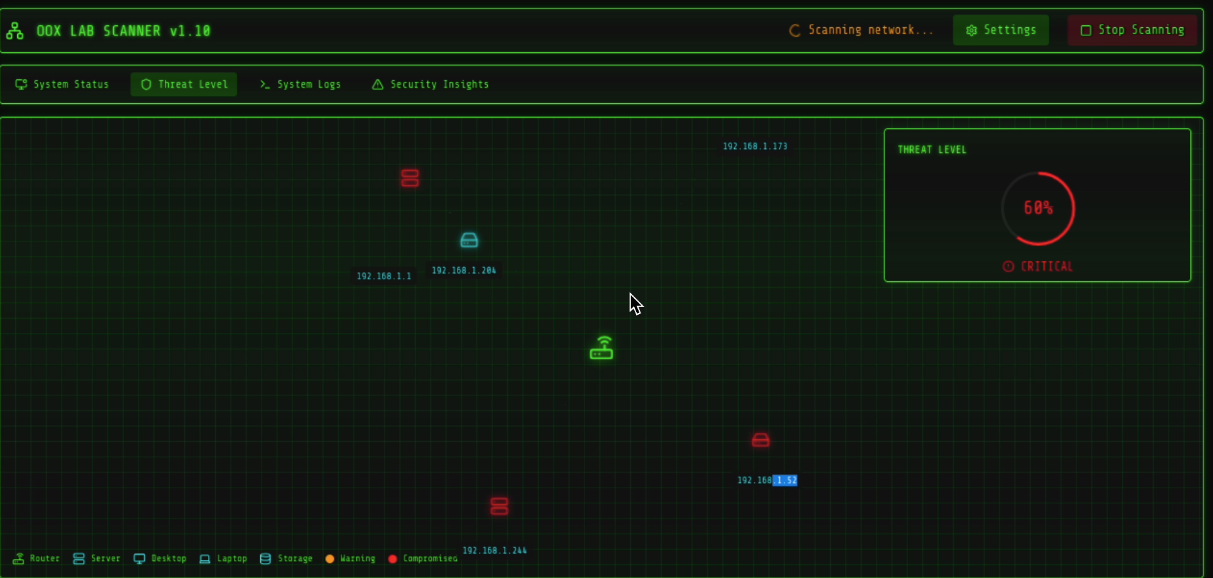 OOX LAB SCANNER v1.10
Scanning network...
Settings
Stop Scanning
System Status
Threat Level
System Logs
Security Insights
192.168.1.173
THREAT LEVEL
60%
CRITICAL
192.168.1.204
192.168.1.1
192.168.1.52
192.168.1.244
Router
Server
Desktop
Laptop
Storage
Warning
Compromised